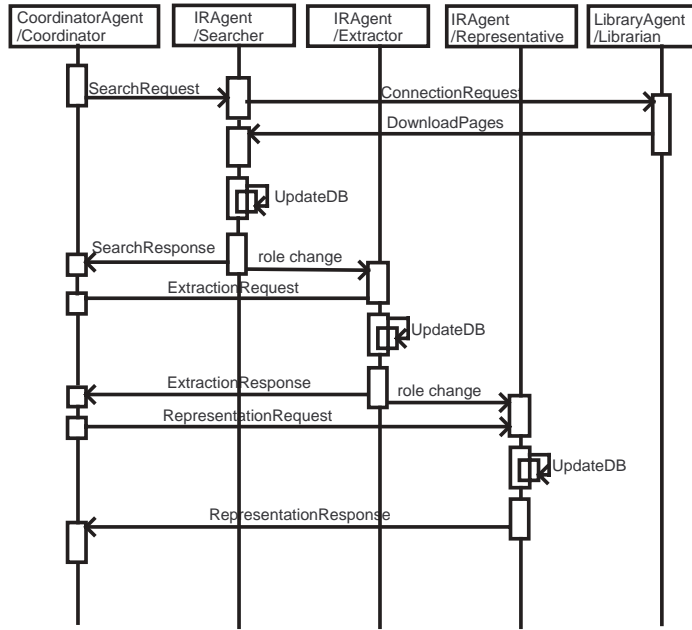 CoordinatorAgent
/Coordinator
IRAgent
/Searcher
IRAgent
/Extractor
IRAgent
/Representative
LibraryAgent
/Librarian
SearchRequest
ConnectionRequest
DownloadPages
UpdateDB
SearchResponse
role change
ExtractionRequest
UpdateDB
ExtractionResponse
role change
RepresentationRequest
UpdateDB
RepresentationResponse